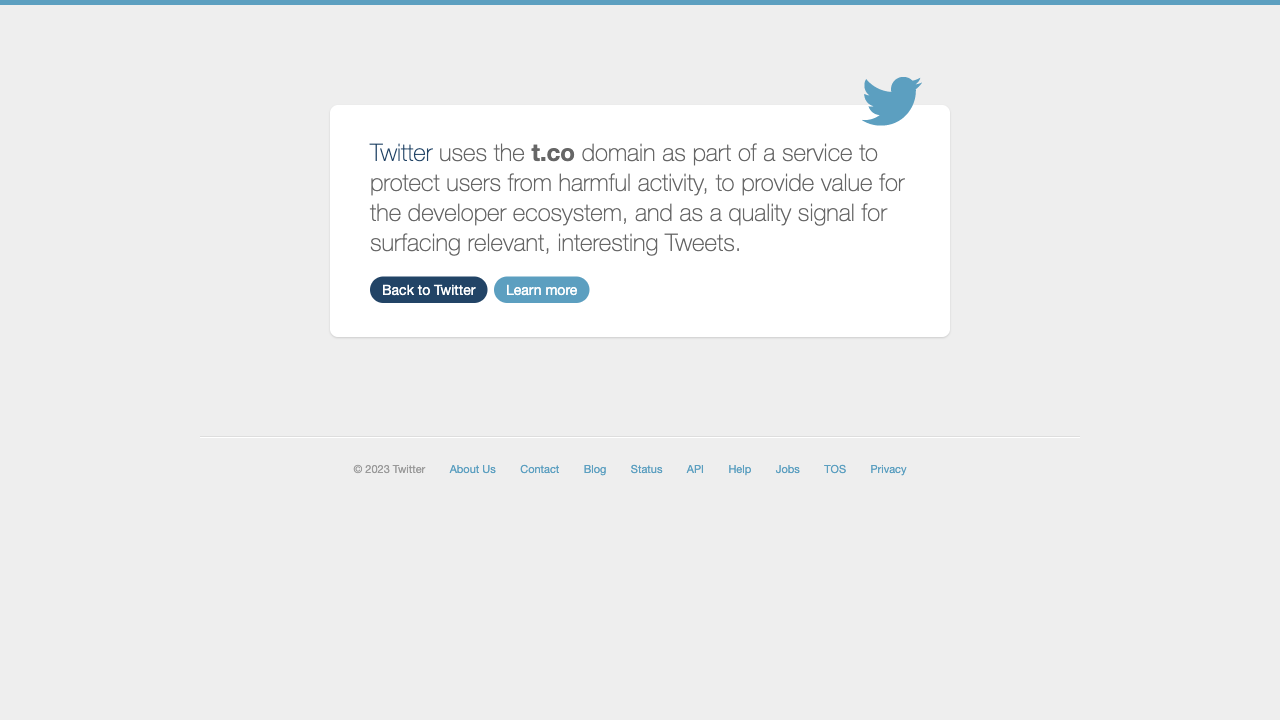 Twitter uses the t.co domain as part of a service to
protect users from harmful activity, to provide value for
the developer ecosystem, and as a quality signal for
surfacing relevant, interesting Tweets.
Back to Twitter Learn more
© 2023 Twitter About Us Contact Blog Status API Help Jobs TOS Privacy